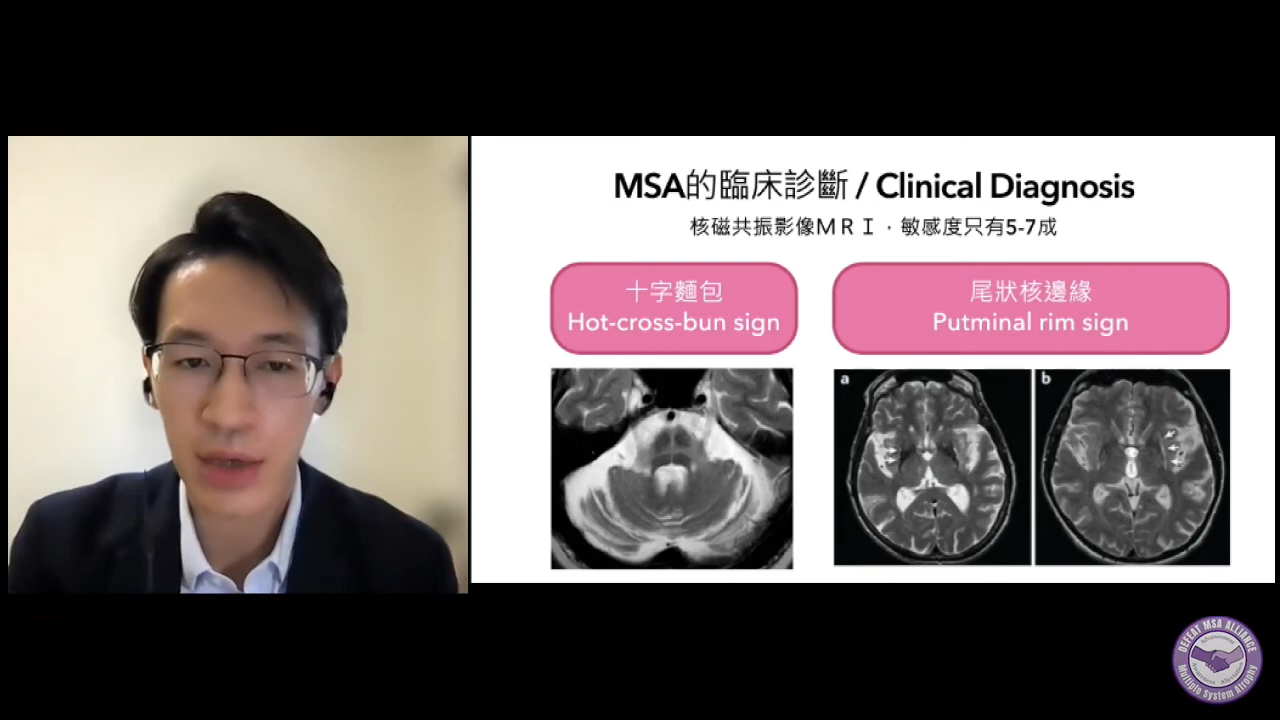 MSA的臨床診斷 / Clinical Diagnosis
核磁共振影像ＭＲＩ，敏感度只有5-7成
十字麵包
Hot-cross-bun sign
尾狀核邊緣
Putminal rim sign
a
b
DEFEAT MSA ALLIANCE
Multiple System Atrophy